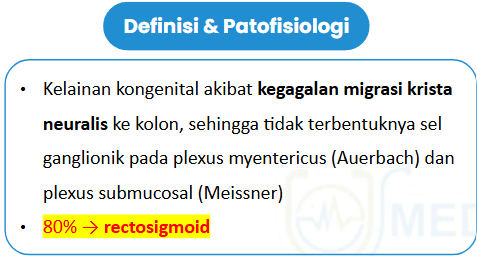 Definisi & Patofisiologi
• Kelainan kongenital akibat kegagalan migrasi krista
neuralis ke kolon, sehingga tidak terbentuknya sel
ganglionik pada plexus myentericus (Auerbach) dan
plexus submucosal (Meissner)
• 80% → rectosigmoid
MED